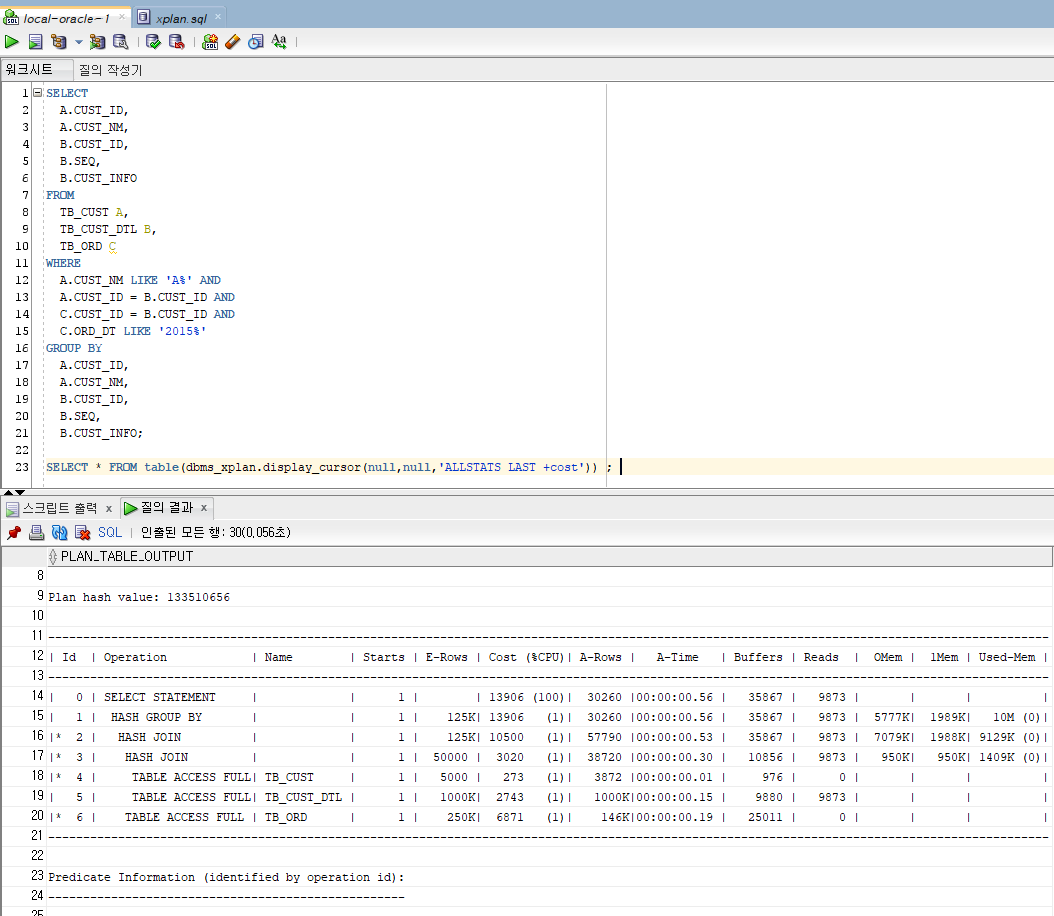 local-oracle~1
xplan.sql
워크시트 질의 작성기
1 SELECT
2 A.CUST_ID,
3 A.CUST_NM,
4 B.CUST_ID,
5 B.SEQ,
6 B.CUST_INFO
7 FROM
8 TB_CUST A,
9 TB_CUST_DTL B,
10 TB_ORD C
11 WHERE
12 A.CUST_NM LIKE 'A%' AND
13 A.CUST_ID = B.CUST_ID AND
14 C.CUST_ID = B.CUST_ID AND
15 C.ORD_DT LIKE '2015%'
16 GROUP BY
17 A.CUST_ID,
18 A.CUST_NM,
19 B.CUST_ID,
20 B.SEQ,
21 B.CUST_INFO;
22
23 SELECT * FROM table(dbms_xplan.display_cursor(null,null,'ALLSTATS LAST +cost')) ;
스크립트 출력 x 질의 결과 x
SQL | 인출된 모든 행: 30(0,056초)
PLAN_TABLE_OUTPUT
8
9 Plan hash value: 133510656
10
11 -----------------------------------------------------------------------------------------------------------------------------------------------
12 | Id | Operation | Name | Starts | E-Rows | Cost (%CPU)| A-Rows | A-Time | Buffers | Reads | OMem | 1Mem | Used-Mem |
13 -----------------------------------------------------------------------------------------------------------------------------------------------
14 | 0 | SELECT STATEMENT | | 1 | | 13906 (100)| 30260 |00:00:00.56 | 35867 | 9873 | | | |
15 | 1 | HASH GROUP BY | | 1 | 125K| 13906 (1)| 30260 |00:00:00.56 | 35867 | 9873 | 5777K| 1989K| 10M (0)|
16 |* 2 | HASH JOIN | | 1 | 125K| 10500 (1)| 57790 |00:00:00.53 | 35867 | 9873 | 7079K| 1988K| 9129K (0)|
17 |* 3 | HASH JOIN | | 1 | 50000 | 3020 (1)| 38720 |00:00:00.30 | 10856 | 9873 | 950K| 950K| 1409K (0)|
18 |* 4 | TABLE ACCESS FULL| TB_CUST | 1 | 5000 | 273 (1)| 3872 |00:00:00.01 | 976 | 0 | | | |
19 | 5 | TABLE ACCESS FULL| TB_CUST_DTL | 1 | 1000K| 2743 (1)| 1000K|00:00:00.15 | 9880 | 9873 | | | |
20 |* 6 | TABLE ACCESS FULL | TB_ORD | 1 | 250K| 6871 (1)| 146K|00:00:00.19 | 25011 | 0 | | | |
21 -----------------------------------------------------------------------------------------------------------------------------------------------
22
23 Predicate Information (identified by operation id):
24 ---------------------------------------------------
25